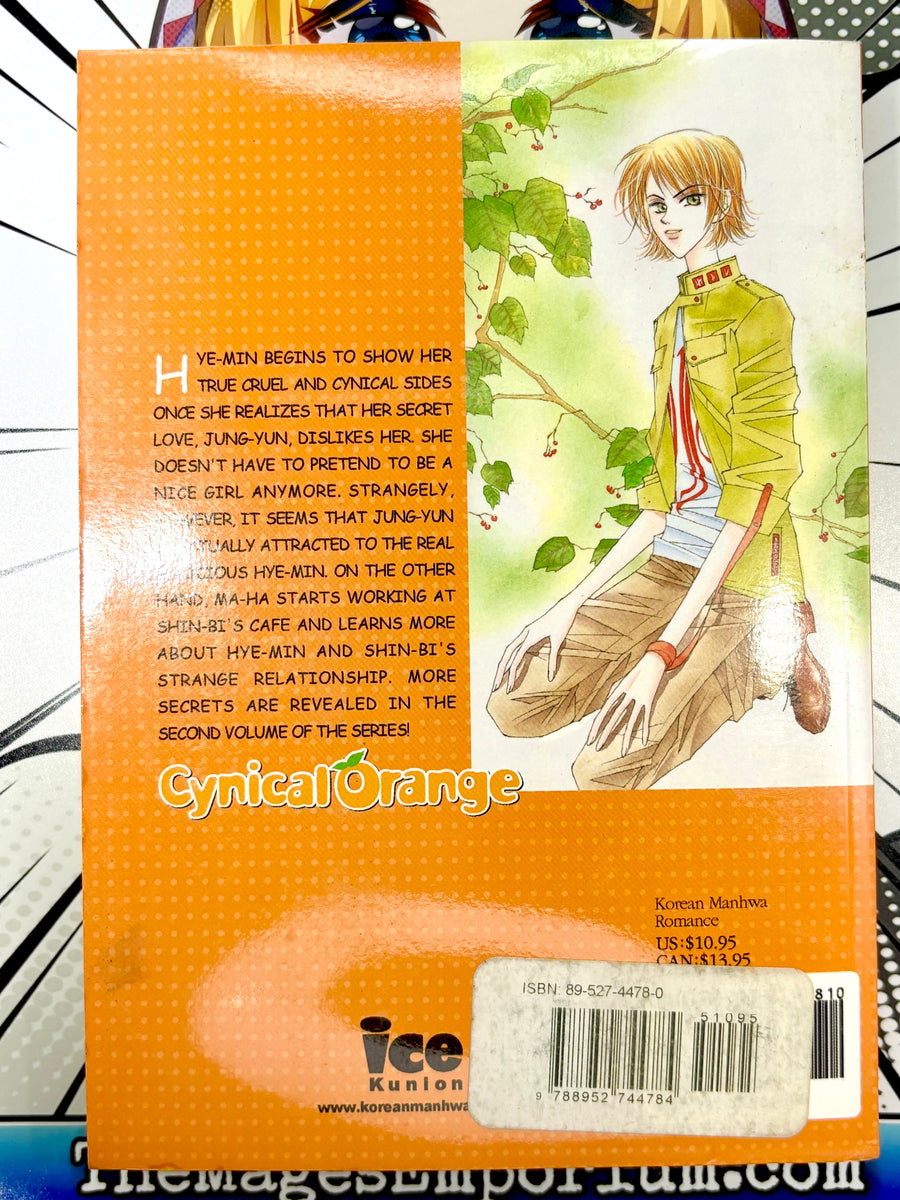 HYE-MIN BEGINS TO SHOW HER
TRUE CRUEL AND CYNICAL SIDES
ONCE SHE REALIZES THAT HER SECRET
LOVE, JUNG-YUN, DISLIKES HER. SHE
DOESN'T HAVE TO PRETEND TO BE A
NICE GIRL ANYMORE. STRANGELY,
HOWEVER, IT SEEMS THAT JUNG-YUN
ATTRACTED TO THE REAL
HYE-MIN. ON THE OTHER
HAND, MA-HA STARTS WORKING AT
SHIN-BI'S CAFE AND LEARNS MORE
ABOUT HYE-MIN AND SHIN-BI'S
STRANGE RELATIONSHIP. MORE
SECRETS ARE REVEALED IN THE
SECOND VOLUME OF THE SERIES!
Cynical Orange
Korean Manhwa
Romance
US:$10.95
CAN:$13.95
ISBN: 89-527-4478-0
51095
810
9 788952 744784
ice
Kunion
www.koreanmanhwa
TheMagesEmporium.com